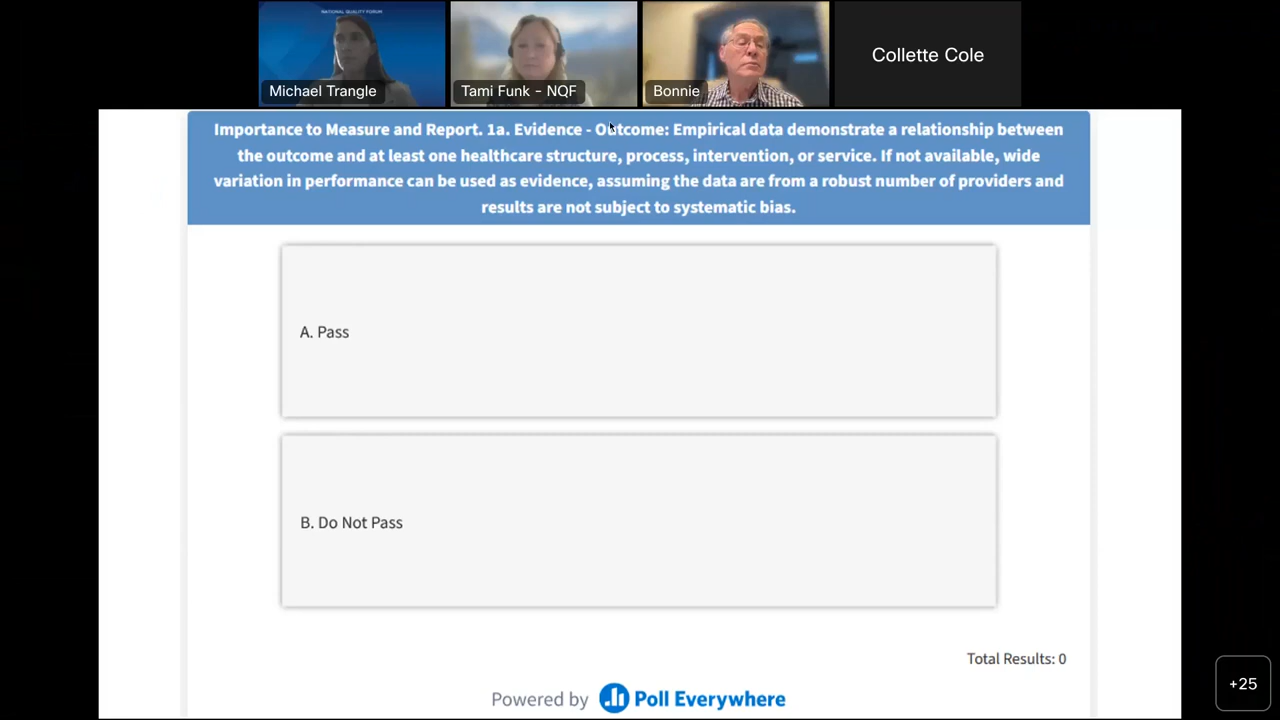 NATIONAL QUALITY FORUM
Michael Trangle
Tami Funk - NQF
Bonnie
Collette Cole
Importance to Measure and Report. 1a. Evidence - Outcome: Empirical data demonstrate a relationship between
the outcome and at least one healthcare structure, process, intervention, or service. If not available, wide
variation in performance can be used as evidence, assuming the data are from a robust number of providers and
results are not subject to systematic bias.
A. Pass
B. Do Not Pass
Total Results: 0
Powered by Poll Everywhere
+25